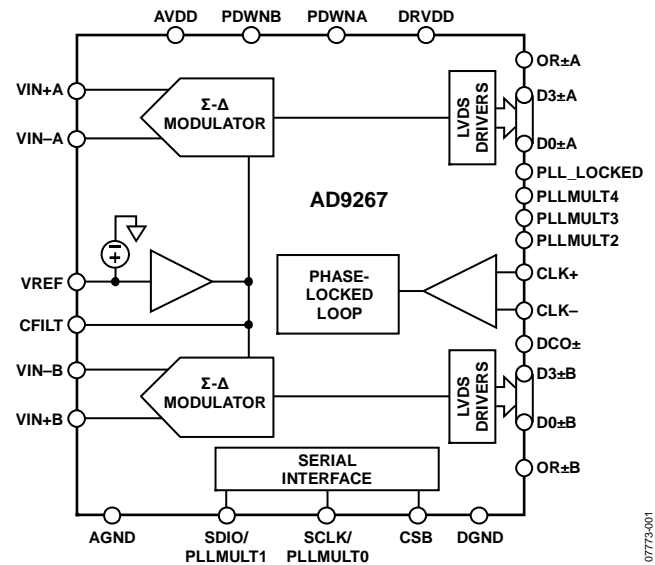 AVDD PDWNB PDWNA DRVDD
OR±A
VIN+A
Σ-Δ
MODULATOR
LVDS
DRIVERS
D3±A
VIN–A
D0±A
PLL_LOCKED
AD9267
PLLMULT4
PLLMULT3
PLLMULT2
VREF
PHASE-
LOCKED
LOOP
CLK+
CFILT
CLK–
DCO±
VIN–B
Σ-Δ
MODULATOR
LVDS
DRIVERS
D3±B
VIN+B
D0±B
SERIAL
INTERFACE
OR±B
AGND
SDIO/
PLLMULT1
SCLK/
PLLMULT0
CSB
DGND
07773-001